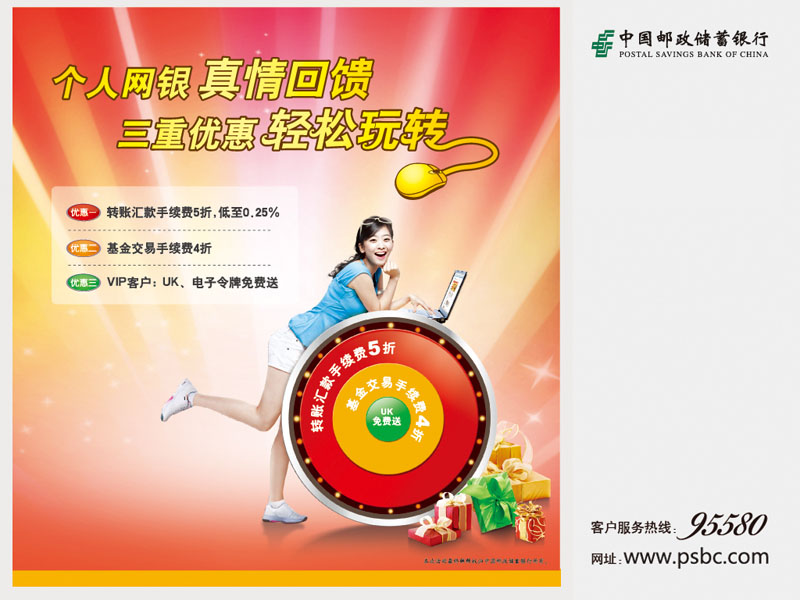 中国邮政储蓄银行
POSTAL SAVINGS BANK OF CHINA
个人网银 真情回馈
三重优惠 轻松玩转
优惠一 转账汇款手续费5折,低至0.25%
优惠二 基金交易手续费4折
优惠三 VIP客户:UK、电子令牌免费送
转账汇款手续费5折
基金交易手续费4折
UK
免费送
客户服务热线:95580
网址:www.psbc.com